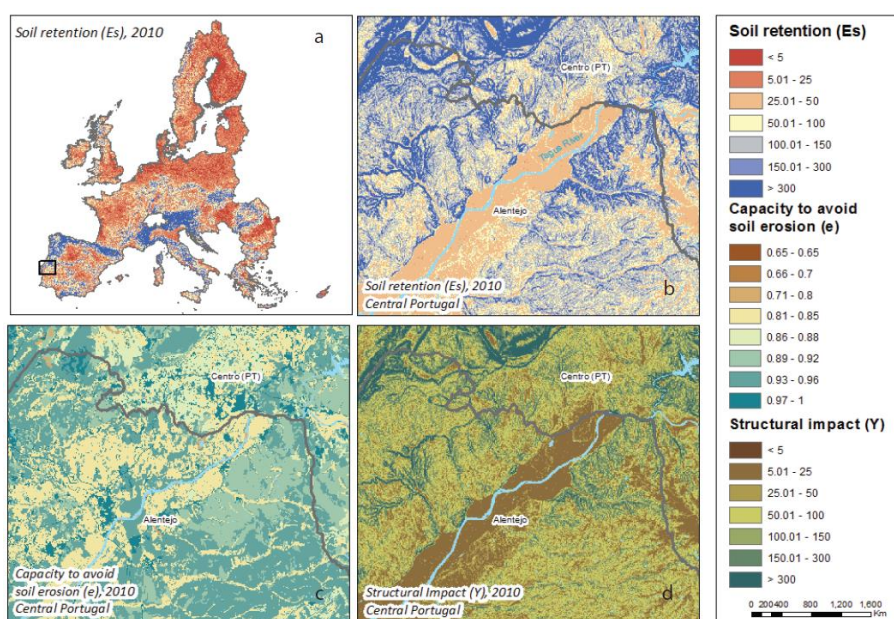 Soil retention (Es), 2010
a
Centro (PT)
Tagus River
Alentejo
Soil retention (Es), 2010
Central Portugal
b
Centro (PT)
Alentejo
Capacity to avoid
soil erosion (e), 2010
Central Portugal
c
Centro (PT)
Alentejo
Structural Impact (Y), 2010
Central Portugal
d
Soil retention (Es)
< 5
5.01 - 25
25.01 - 50
50.01 - 100
100.01 - 150
150.01 - 300
> 300
Capacity to avoid
soil erosion (e)
0.65 - 0.65
0.66 - 0.7
0.71 - 0.8
0.81 - 0.85
0.86 - 0.88
0.89 - 0.92
0.93 - 0.96
0.97 - 1
Structural impact (Y)
< 5
5.01 - 25
25.01 - 50
50.01 - 100
100.01 - 150
150.01 - 300
> 300
0 200400 800 1,200 1,600
Km